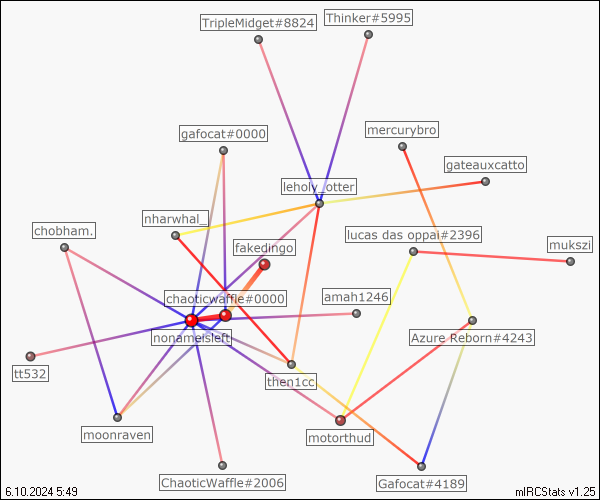 TripleMidget#8824
Thinker#5995
gafocat#0000
mercurybro
gateauxcatto
leholy_otter
nharwhal_
chobham.
lucas das oppai#2396
fakedingo
mukszi
chaoticwaffle#0000
amah1246
nonameisleft
Azure Reborn#4243
tt532
then1cc
moonraven
motorthud
ChaoticWaffle#2006
Gafocat#4189
6.10.2024 5:49
mIRCStats v1.25